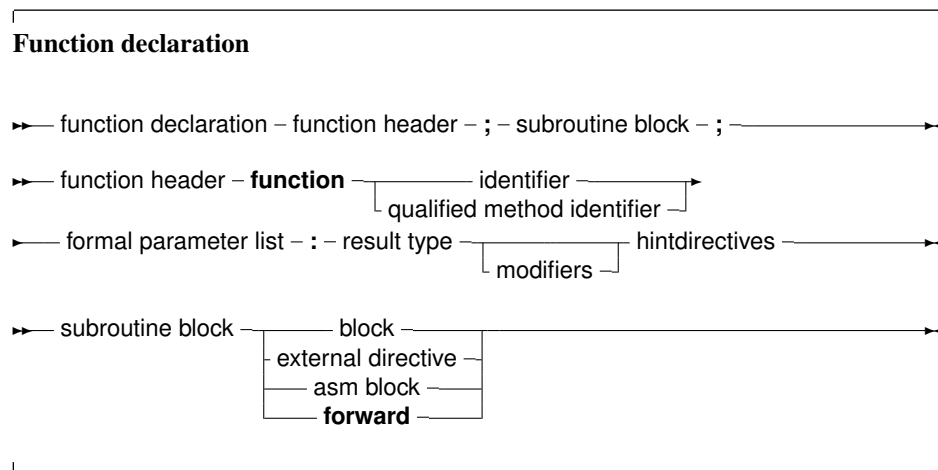 Function declaration
function declaration – function header – ; – subroutine block – ;
function header – function identifier
qualified method identifier
formal parameter list – : – result type hintdirectives
modifiers
subroutine block block
external directive
asm block
forward